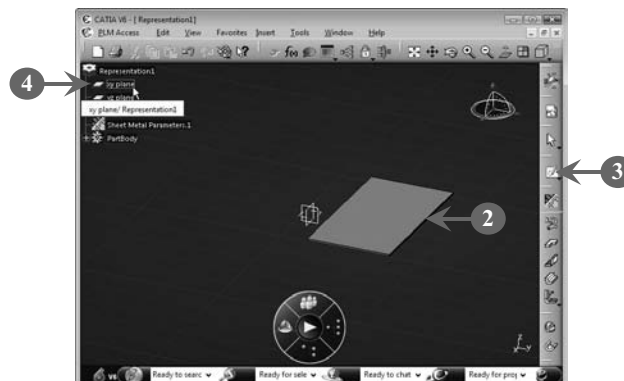 CATIA V6 - [ Representation1]
PLM Access Edit View Favorites Insert Tools Window Help
f(x)
4
Representation1
xy plane
yz plane
xy plane/ Representation1
Sheet Metal Parameters.1
PartBody
3
2
V6
Ready to searc
Ready for sele
Ready to chat
Ready for proj